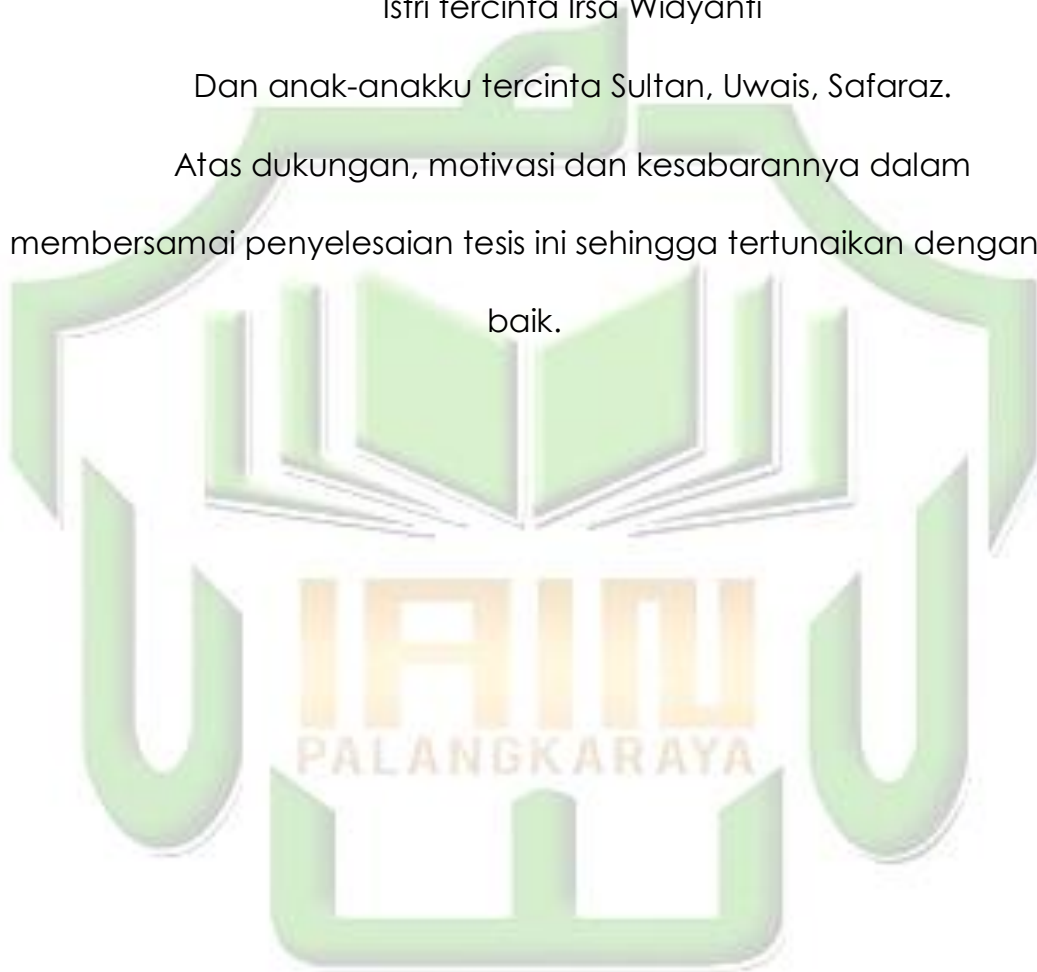 Istri tercinta Irsa Widyanti
Dan anak-anakku tercinta Sultan, Uwais, Safaraz.
Atas dukungan, motivasi dan kesabarannya dalam
membersamai penyelesaian tesis ini sehingga tertunaikan dengan
baik.
IAIN
PALANGKARAYA